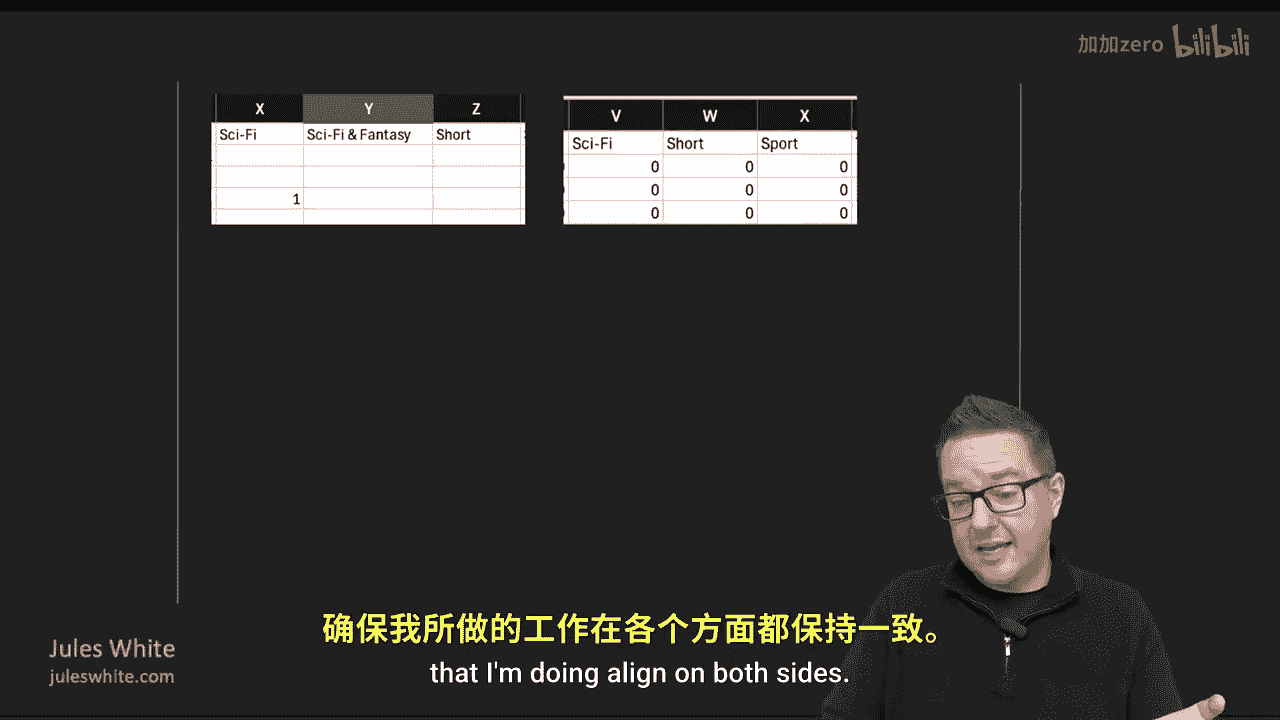 加加zero bilibili
X Y Z
Sci-Fi Sci-Fi & Fantasy Short
1
V W X
Sci-Fi Short Sport
0 0 0
0 0 0
0 0 0
确保我所做的工作在各个方面都保持一致。
that I'm doing align on both sides.
Jules White
juleswhite.com